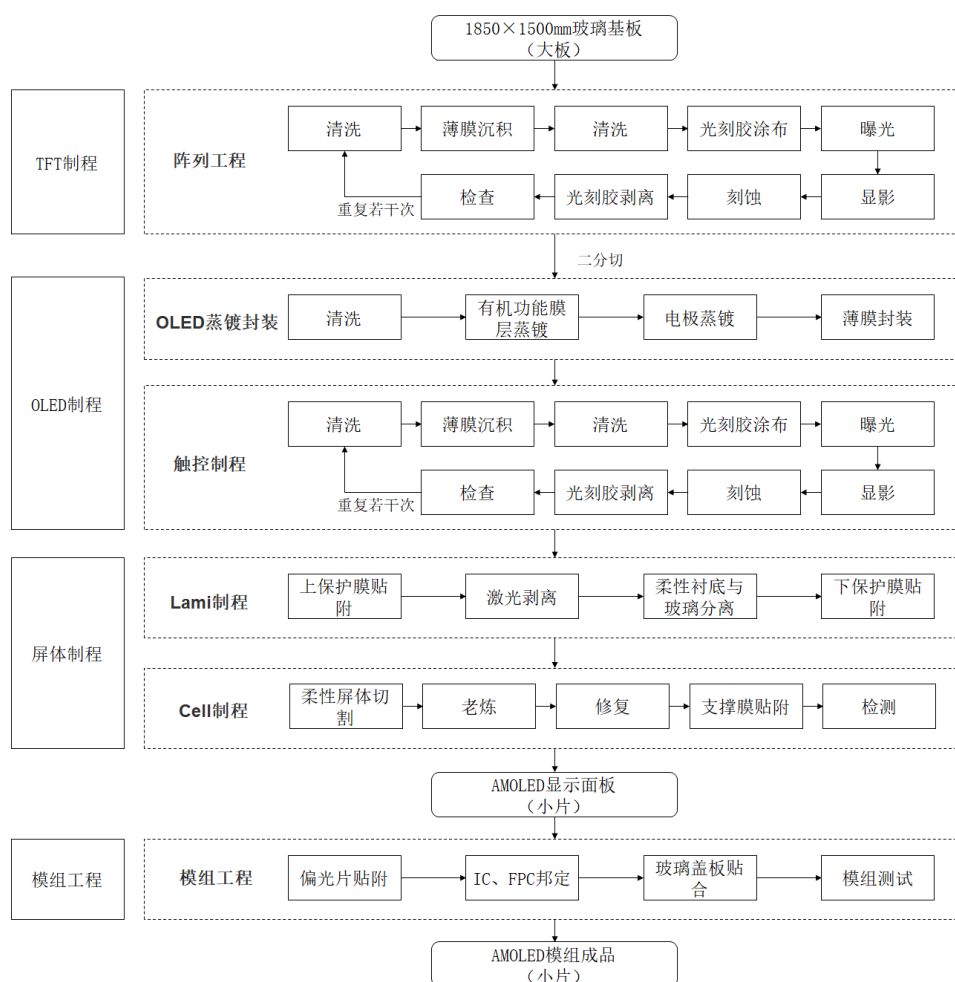 1850×1500mm玻璃基板
（大板）
TFT制程
阵列工程
清洗
薄膜沉积
清洗
光刻胶涂布
曝光
检查
光刻胶剥离
刻蚀
显影
重复若干次
二分切
OLED制程
OLED蒸镀封装
清洗
有机功能膜
层蒸镀
电极蒸镀
薄膜封装
触控制程
清洗
薄膜沉积
清洗
光刻胶涂布
曝光
检查
光刻胶剥离
刻蚀
显影
重复若干次
屏体制程
Lami制程
上保护膜贴
附
激光剥离
柔性衬底与
玻璃分离
下保护膜贴
附
Cell制程
柔性屏体切
割
老炼
修复
支撑膜贴附
检测
AMOLED显示面板
（小片）
模组工程
模组工程
偏光片贴附
IC、FPC邦定
玻璃盖板贴
合
模组测试
AMOLED模组成品
（小片）